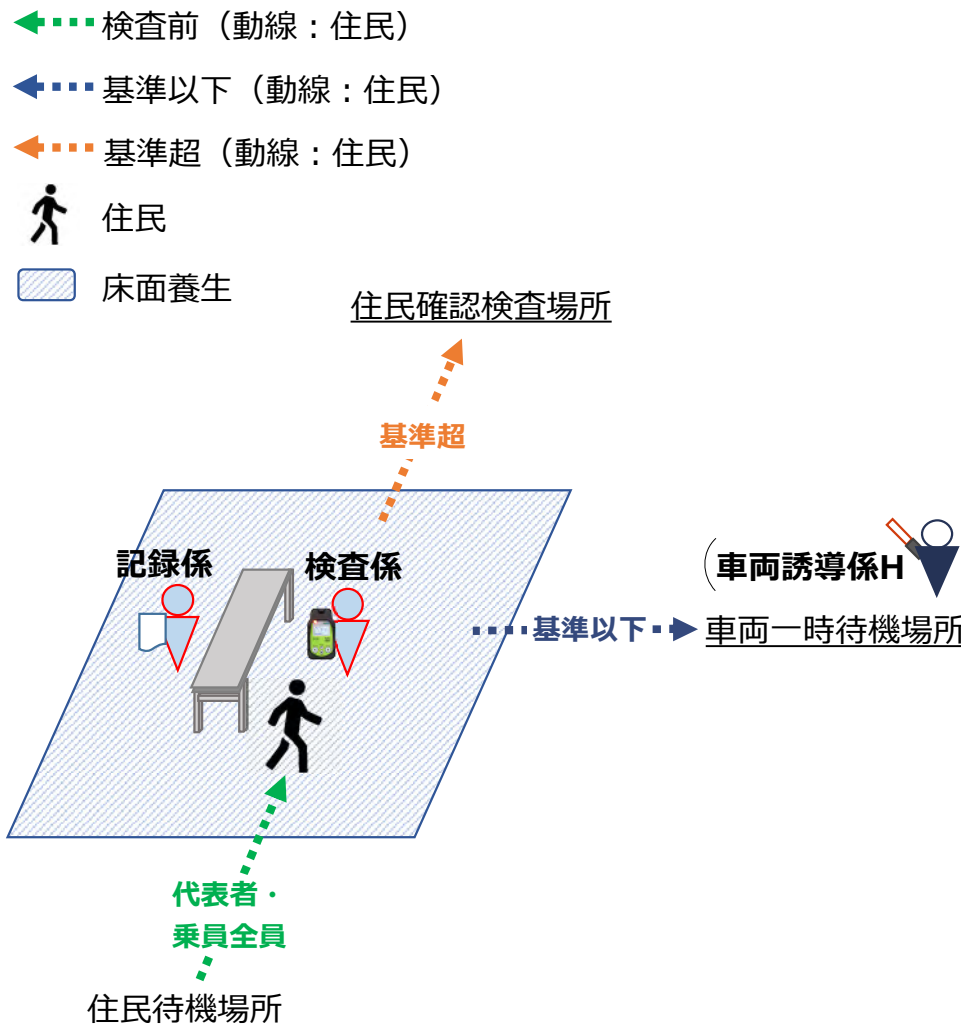 検査前（動線：住民）
基準以下（動線：住民）
基準超（動線：住民）
住民
床面養生
住民確認検査場所
基準超
記録係
検査係
（車両誘導係H
基準以下
車両一時待機場所
代表者・
乗員全員
住民待機場所